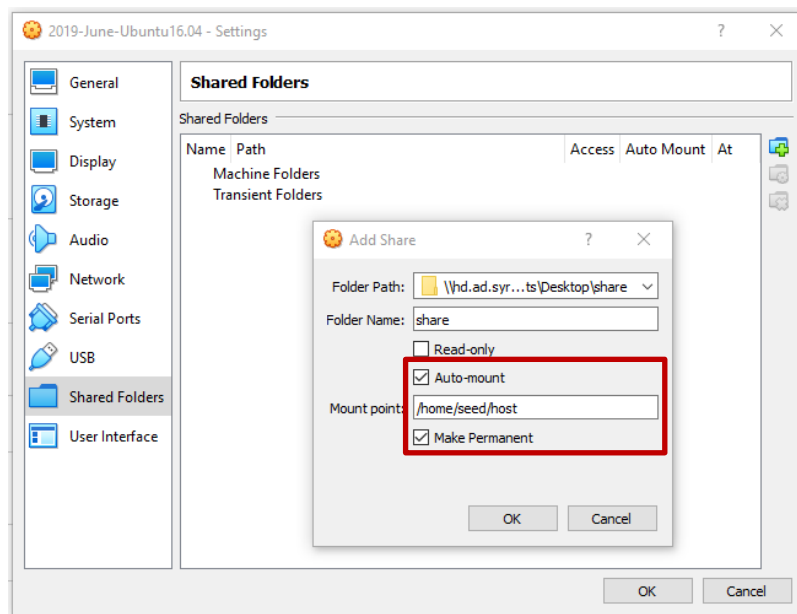 2019-June-Ubuntu16.04 - Settings ? ×
General
System
Display
Storage
Audio
Network
Serial Ports
USB
Shared Folders
User Interface
Shared Folders
Shared Folders
Name Path Access Auto Mount At
Machine Folders
Transient Folders
Add Share ? ×
Folder Path: \\hd.ad.syr...ts\Desktop\share
Folder Name: share
Read-only
Auto-mount
Mount point: /home/seed/host
Make Permanent
OK Cancel
OK Cancel